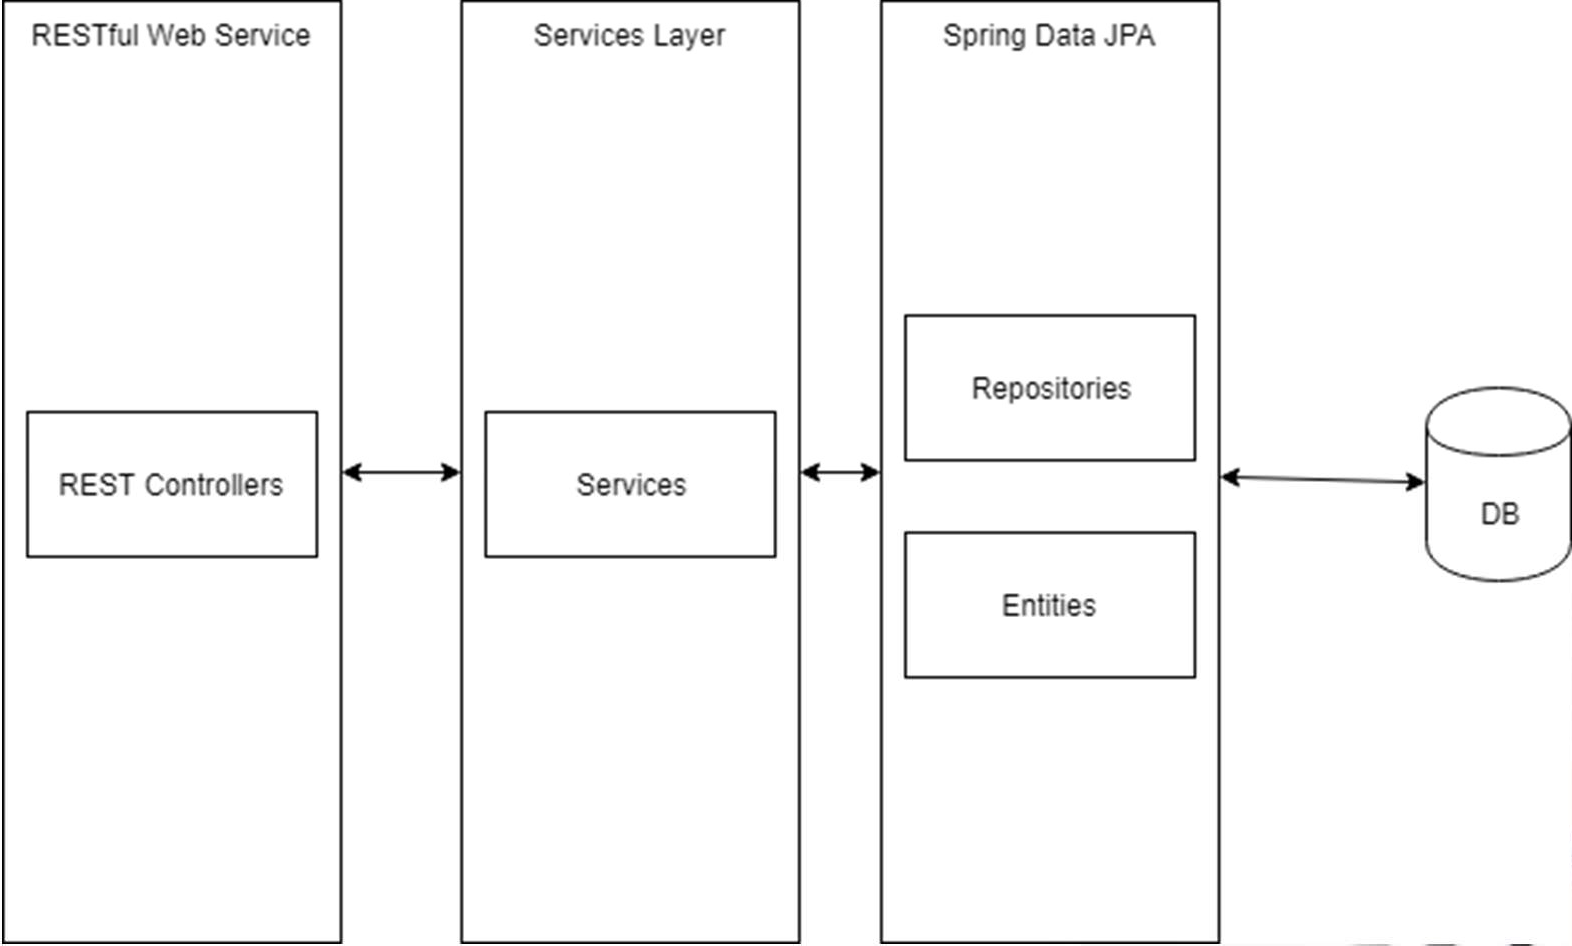 RESTful Web Service
Services Layer
Spring Data JPA
REST Controllers
Services
Repositories
Entities
DB